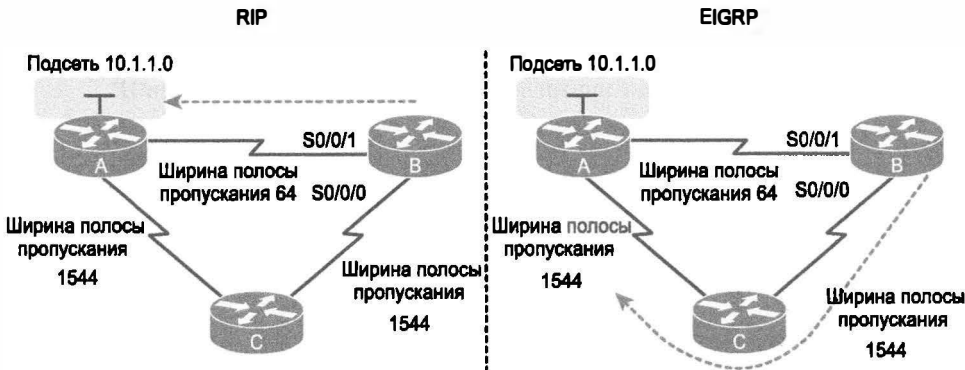 RIP
Подсеть 10.1.1.0
A
S0/0/1
B
Ширина полосы
пропускания 64
S0/0/0
Ширина полосы
пропускания
1544
Ширина полосы
пропускания
1544
C
EIGRP
Подсеть 10.1.1.0
A
S0/0/1
B
Ширина полосы
пропускания 64
S0/0/0
Ширина полосы
пропускания
1544
Ширина полосы
пропускания
1544
C